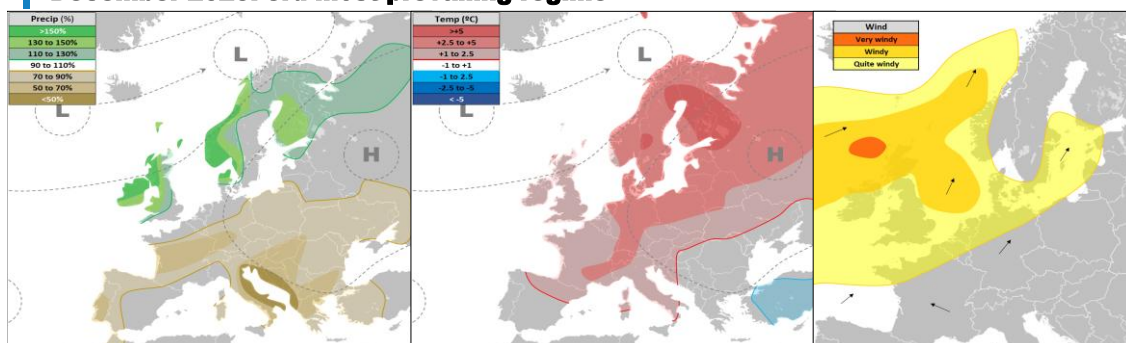 December 2023: 3rd most prevailing regime
Precip (%)
>150%
130 to 150%
110 to 130%
90 to 110%
70 to 90%
50 to 70%
<50%
L
L
H
Temp (ºC)
>+5
+2.5 to +5
+1 to 2.5
-1 to +1
-1 to 2.5
-2.5 to -5
< -5
L
L
H
Wind
Very windy
Windy
Quite windy